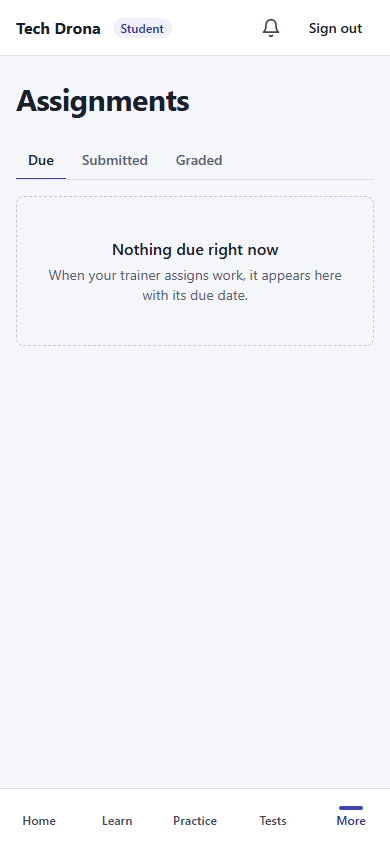 Tech Drona Student Sign out
Assignments
Due Submitted Graded
Nothing due right now
When your trainer assigns work, it appears here
with its due date.
Home Learn Practice Tests More